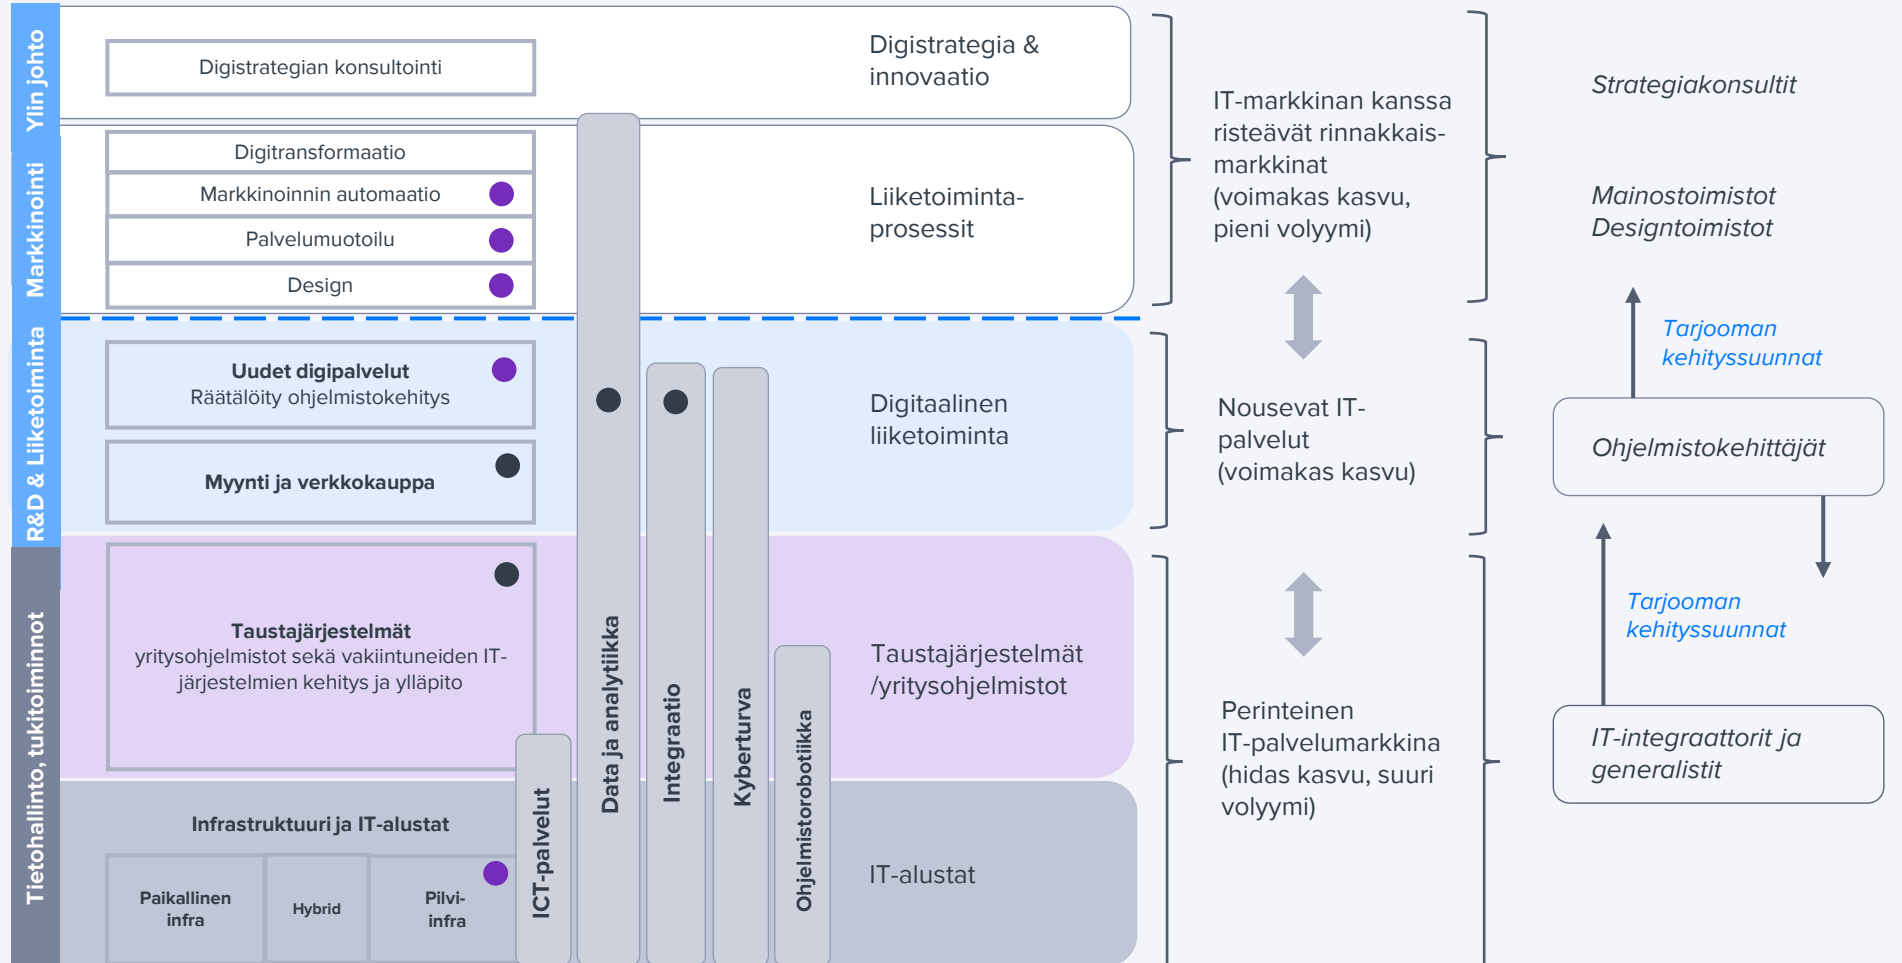 Ylin johto
Markkinointi
R&D & Liiketoiminta
Tietohallinto, tukitoiminnot
Digistrategian konsultointi
Digitransformaatio
Markkinoinnin automaatio
Palvelumuotoilu
Design
Uudet digipalvelut
Räätälöity ohjelmistokehitys
Myynti ja verkkokauppa
Taustajärjestelmät
yritysohjelmistot sekä vakiintuneiden IT-
järjestelmien kehitys ja ylläpito
Infrastruktuuri ja IT-alustat
Paikallinen
infra
Hybrid
Pilvi-
infra
ICT-palvelut
Data ja analytiikka
Integraatio
Kyberturva
Ohjelmistorobotiikka
Digistrategia &
innovaatio
Liiketoiminta-
prosessit
Digitaalinen
liiketoiminta
Taustajärjestelmät
/yritysohjelmistot
IT-alustat
IT-markkinan kanssa
risteävät rinnakkais-
markkinat
(voimakas kasvu,
pieni volyymi)
Nousevat IT-
palvelut
(voimakas kasvu)
Perinteinen
IT-palvelumarkkina
(hidas kasvu, suuri
volyymi)
Strategiakonsultit
Mainostoimistot
Designtoimistot
Tarjooman
kehityssuunnat
Ohjelmistokehittäjät
Tarjooman
kehityssuunnat
IT-integraattorit ja
generalistit